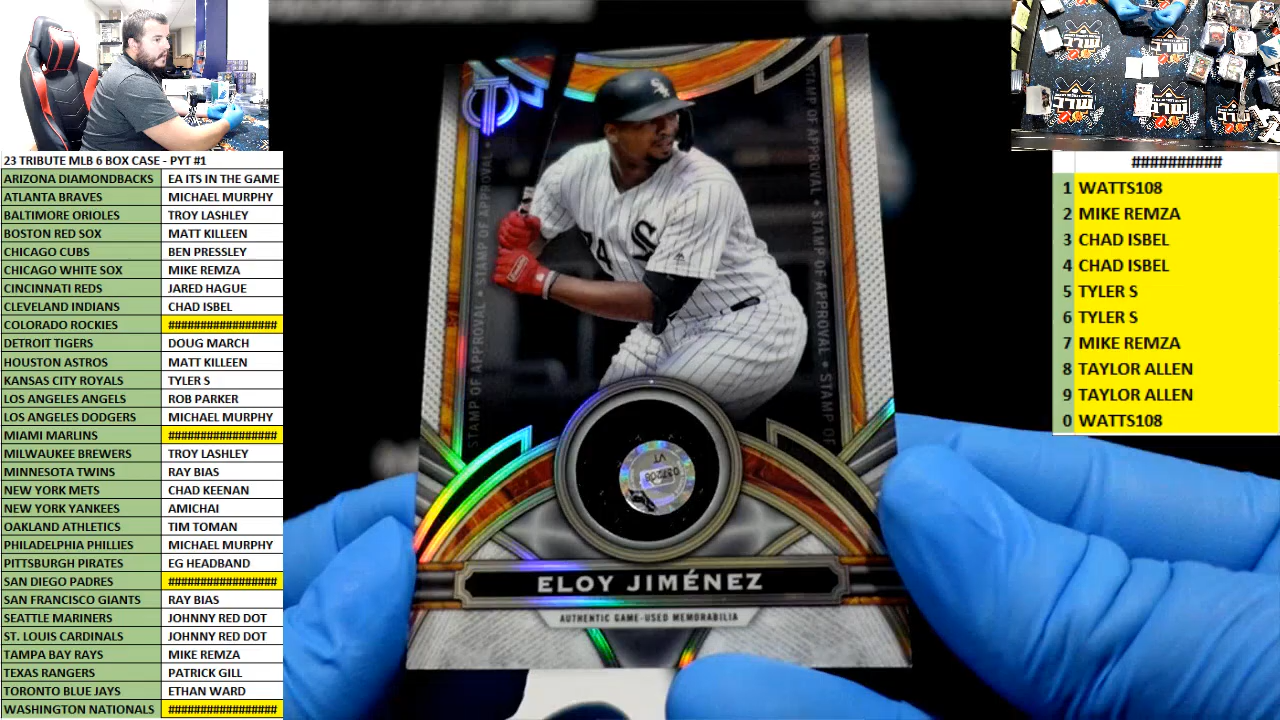 23 TRIBUTE MLB 6 BOX CASE - PYT #1
ARIZONA DIAMONDBACKS EA ITS IN THE GAME
ATLANTA BRAVES MICHAEL MURPHY
BALTIMORE ORIOLES TROY LASHLEY
BOSTON RED SOX MATT KILLEEN
CHICAGO CUBS BEN PRESSLEY
CHICAGO WHITE SOX MIKE REMZA
CINCINNATI REDS JARED HAGUE
CLEVELAND INDIANS CHAD ISBEL
COLORADO ROCKIES ################
DETROIT TIGERS DOUG MARCH
HOUSTON ASTROS MATT KILLEEN
KANSAS CITY ROYALS TYLER S
LOS ANGELES ANGELS ROB PARKER
LOS ANGELES DODGERS MICHAEL MURPHY
MIAMI MARLINS ################
MILWAUKEE BREWERS TROY LASHLEY
MINNESOTA TWINS RAY BIAS
NEW YORK METS CHAD KEENAN
NEW YORK YANKEES AMICHAI
OAKLAND ATHLETICS TIM TOMAN
PHILADELPHIA PHILLIES MICHAEL MURPHY
PITTSBURGH PIRATES EG HEADBAND
SAN DIEGO PADRES ################
SAN FRANCISCO GIANTS RAY BIAS
SEATTLE MARINERS JOHNNY RED DOT
ST. LOUIS CARDINALS JOHNNY RED DOT
TAMPA BAY RAYS MIKE REMZA
TEXAS RANGERS PATRICK GILL
TORONTO BLUE JAYS ETHAN WARD
WASHINGTON NATIONALS ################
STAMP OF APPROVAL • STAMP OF APPROVAL
STAMP OF APPROVAL • STAMP OF APPROVAL • STAMP OF
Sox
ELOY JIMÉNEZ
AUTHENTIC GAME-USED MEMORABILIA
##########
1 WATTS108
2 MIKE REMZA
3 CHAD ISBEL
4 CHAD ISBEL
5 TYLER S
6 TYLER S
7 MIKE REMZA
8 TAYLOR ALLEN
9 TAYLOR ALLEN
0 WATTS108